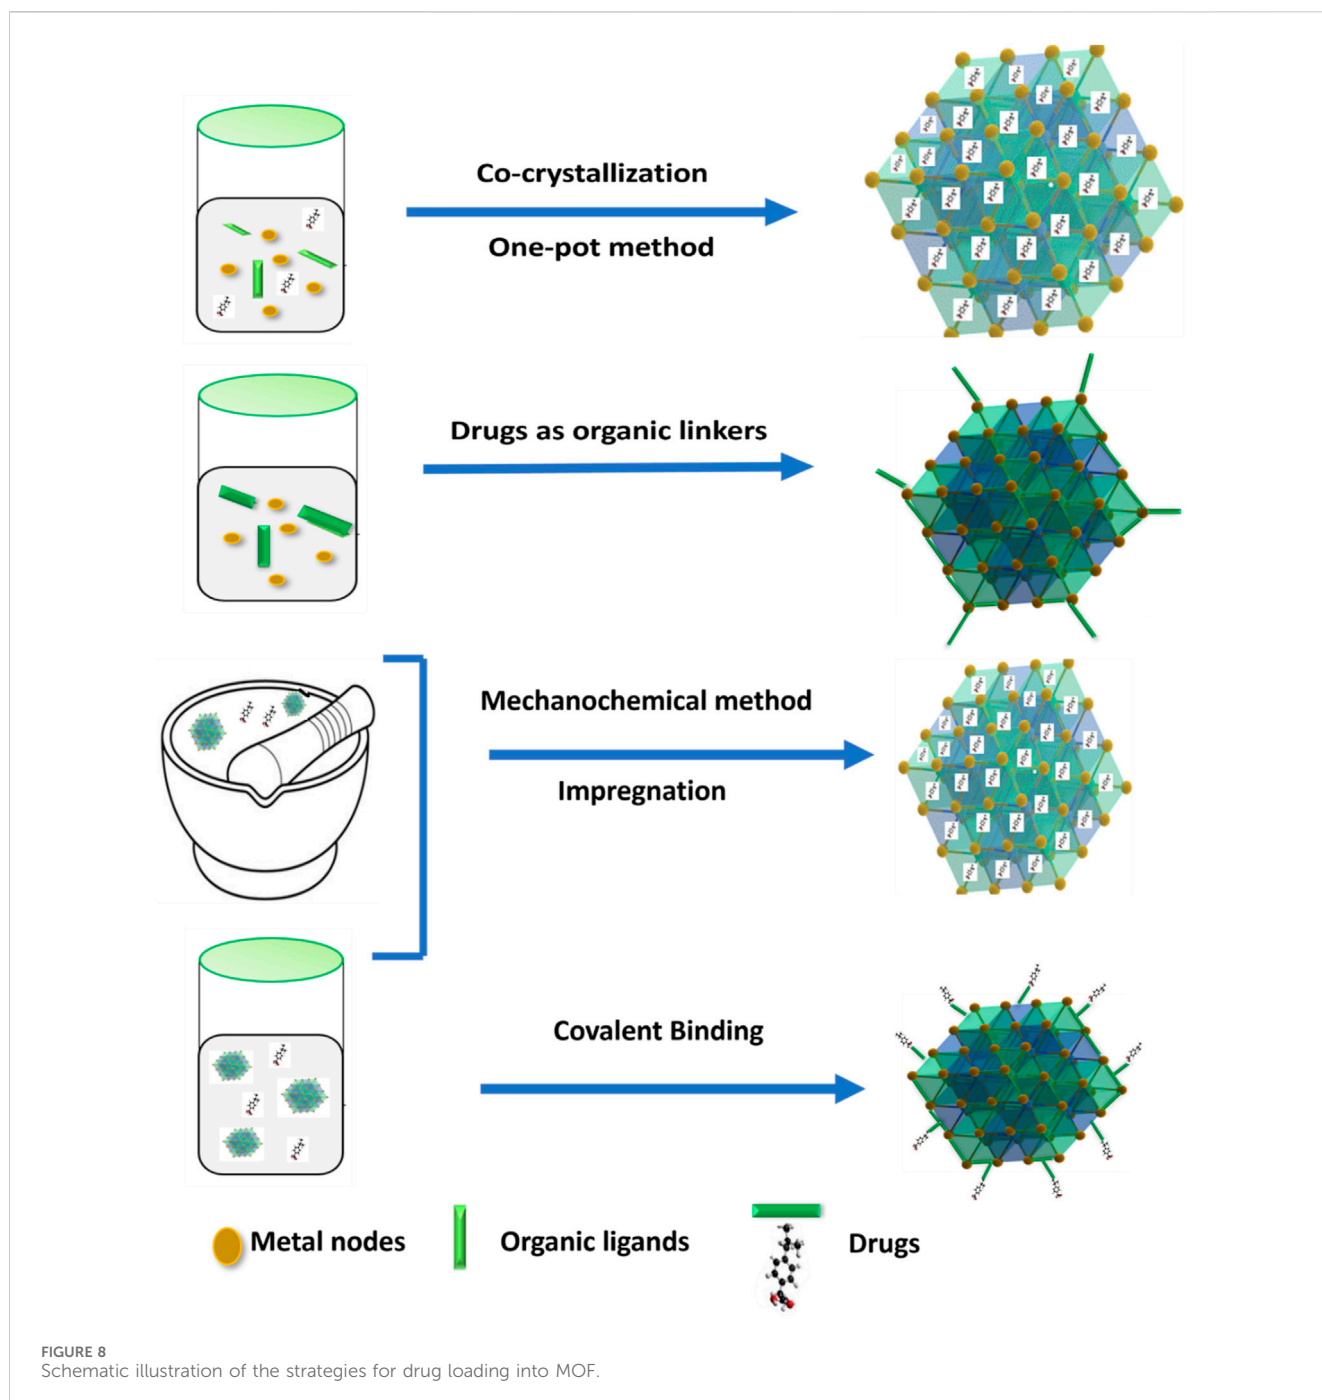 Co-crystallization
One-pot method
Drugs as organic linkers
Mechanochemical method
Impregnation
Covalent Binding
Metal nodes
Organic ligands
Drugs
FIGURE 8
Schematic illustration of the strategies for drug loading into MOF.